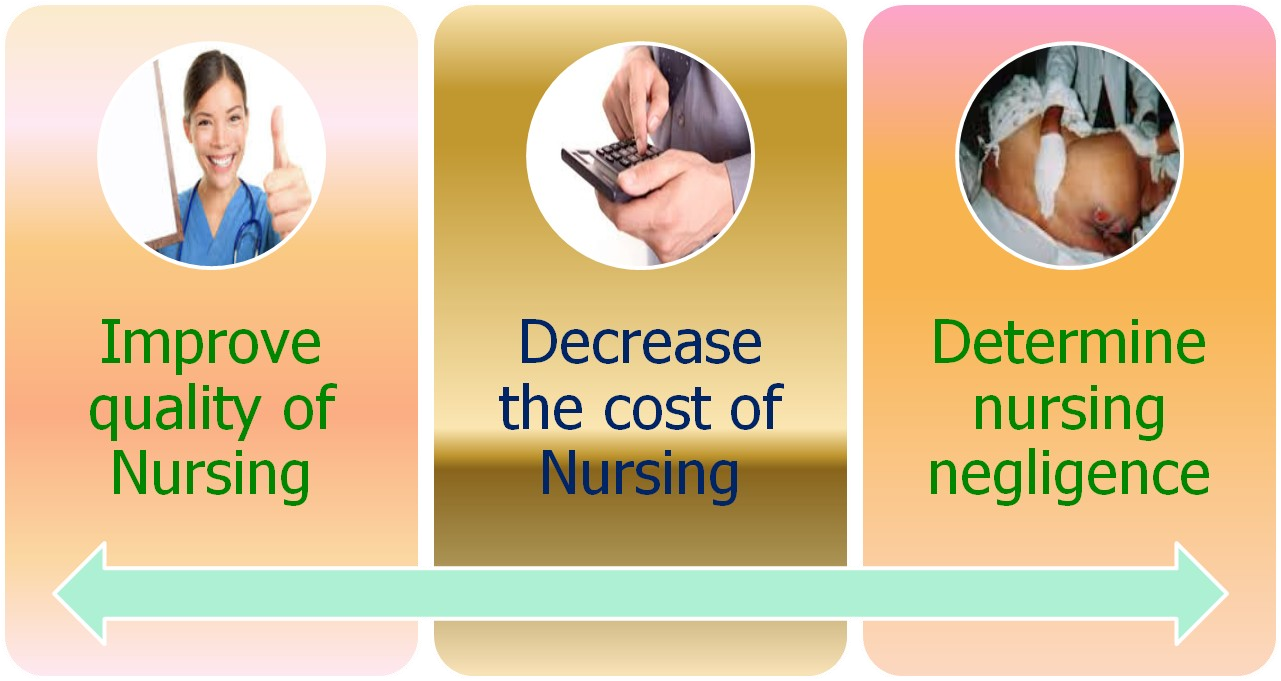 Improve
quality of
Nursing
Decrease
the cost of
Nursing
Determine
nursing
negligence